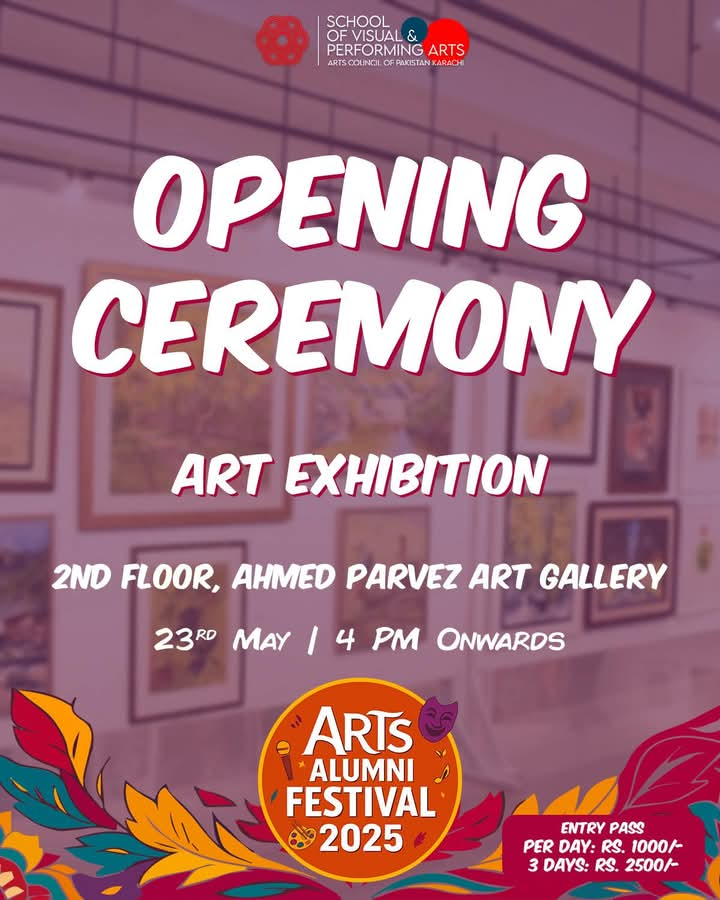 SCHOOL
OF VISUAL &
PERFORMING ARTS
ARTS COUNCIL OF PAKISTAN KARACHI
OPENING
CEREMONY
ART EXHIBITION
2ND FLOOR, AHMED PARVEZ ART GALLERY
23RD MAY | 4 PM ONWARDS
ARTS
ALUMNI
FESTIVAL
2025
ENTRY PASS
PER DAY: RS. 1000/-
3 DAYS: RS. 2500/-